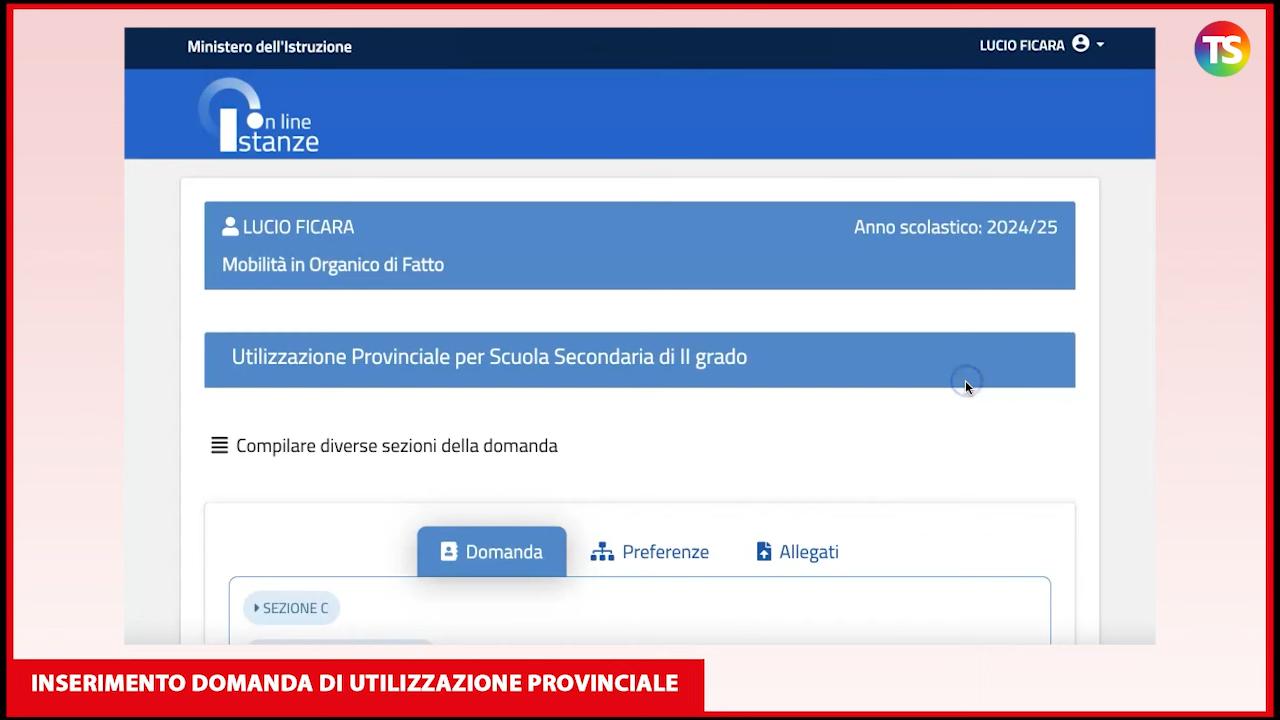 Ministero dell'Istruzione
LUCIO FICARA
TS
n line
stanze
LUCIO FICARA
Anno scolastico: 2024/25
Mobilità in Organico di Fatto
Utilizzazione Provinciale per Scuola Secondaria di II grado
Compilare diverse sezioni della domanda
Domanda
Preferenze
Allegati
SEZIONE C
INSERIMENTO DOMANDA DI UTILIZZAZIONE PROVINCIALE